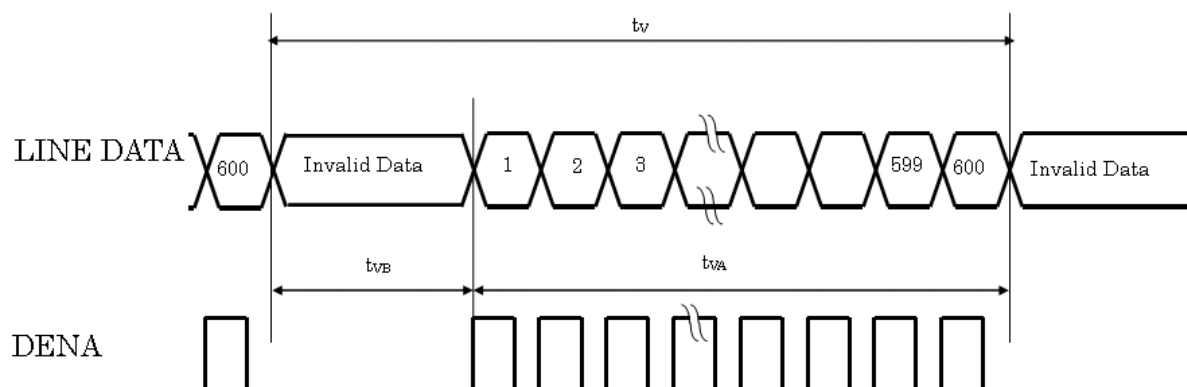 tV
LINE DATA 600 Invalid Data 1 2 3 599 600 Invalid Data
tVB tVA
DENA